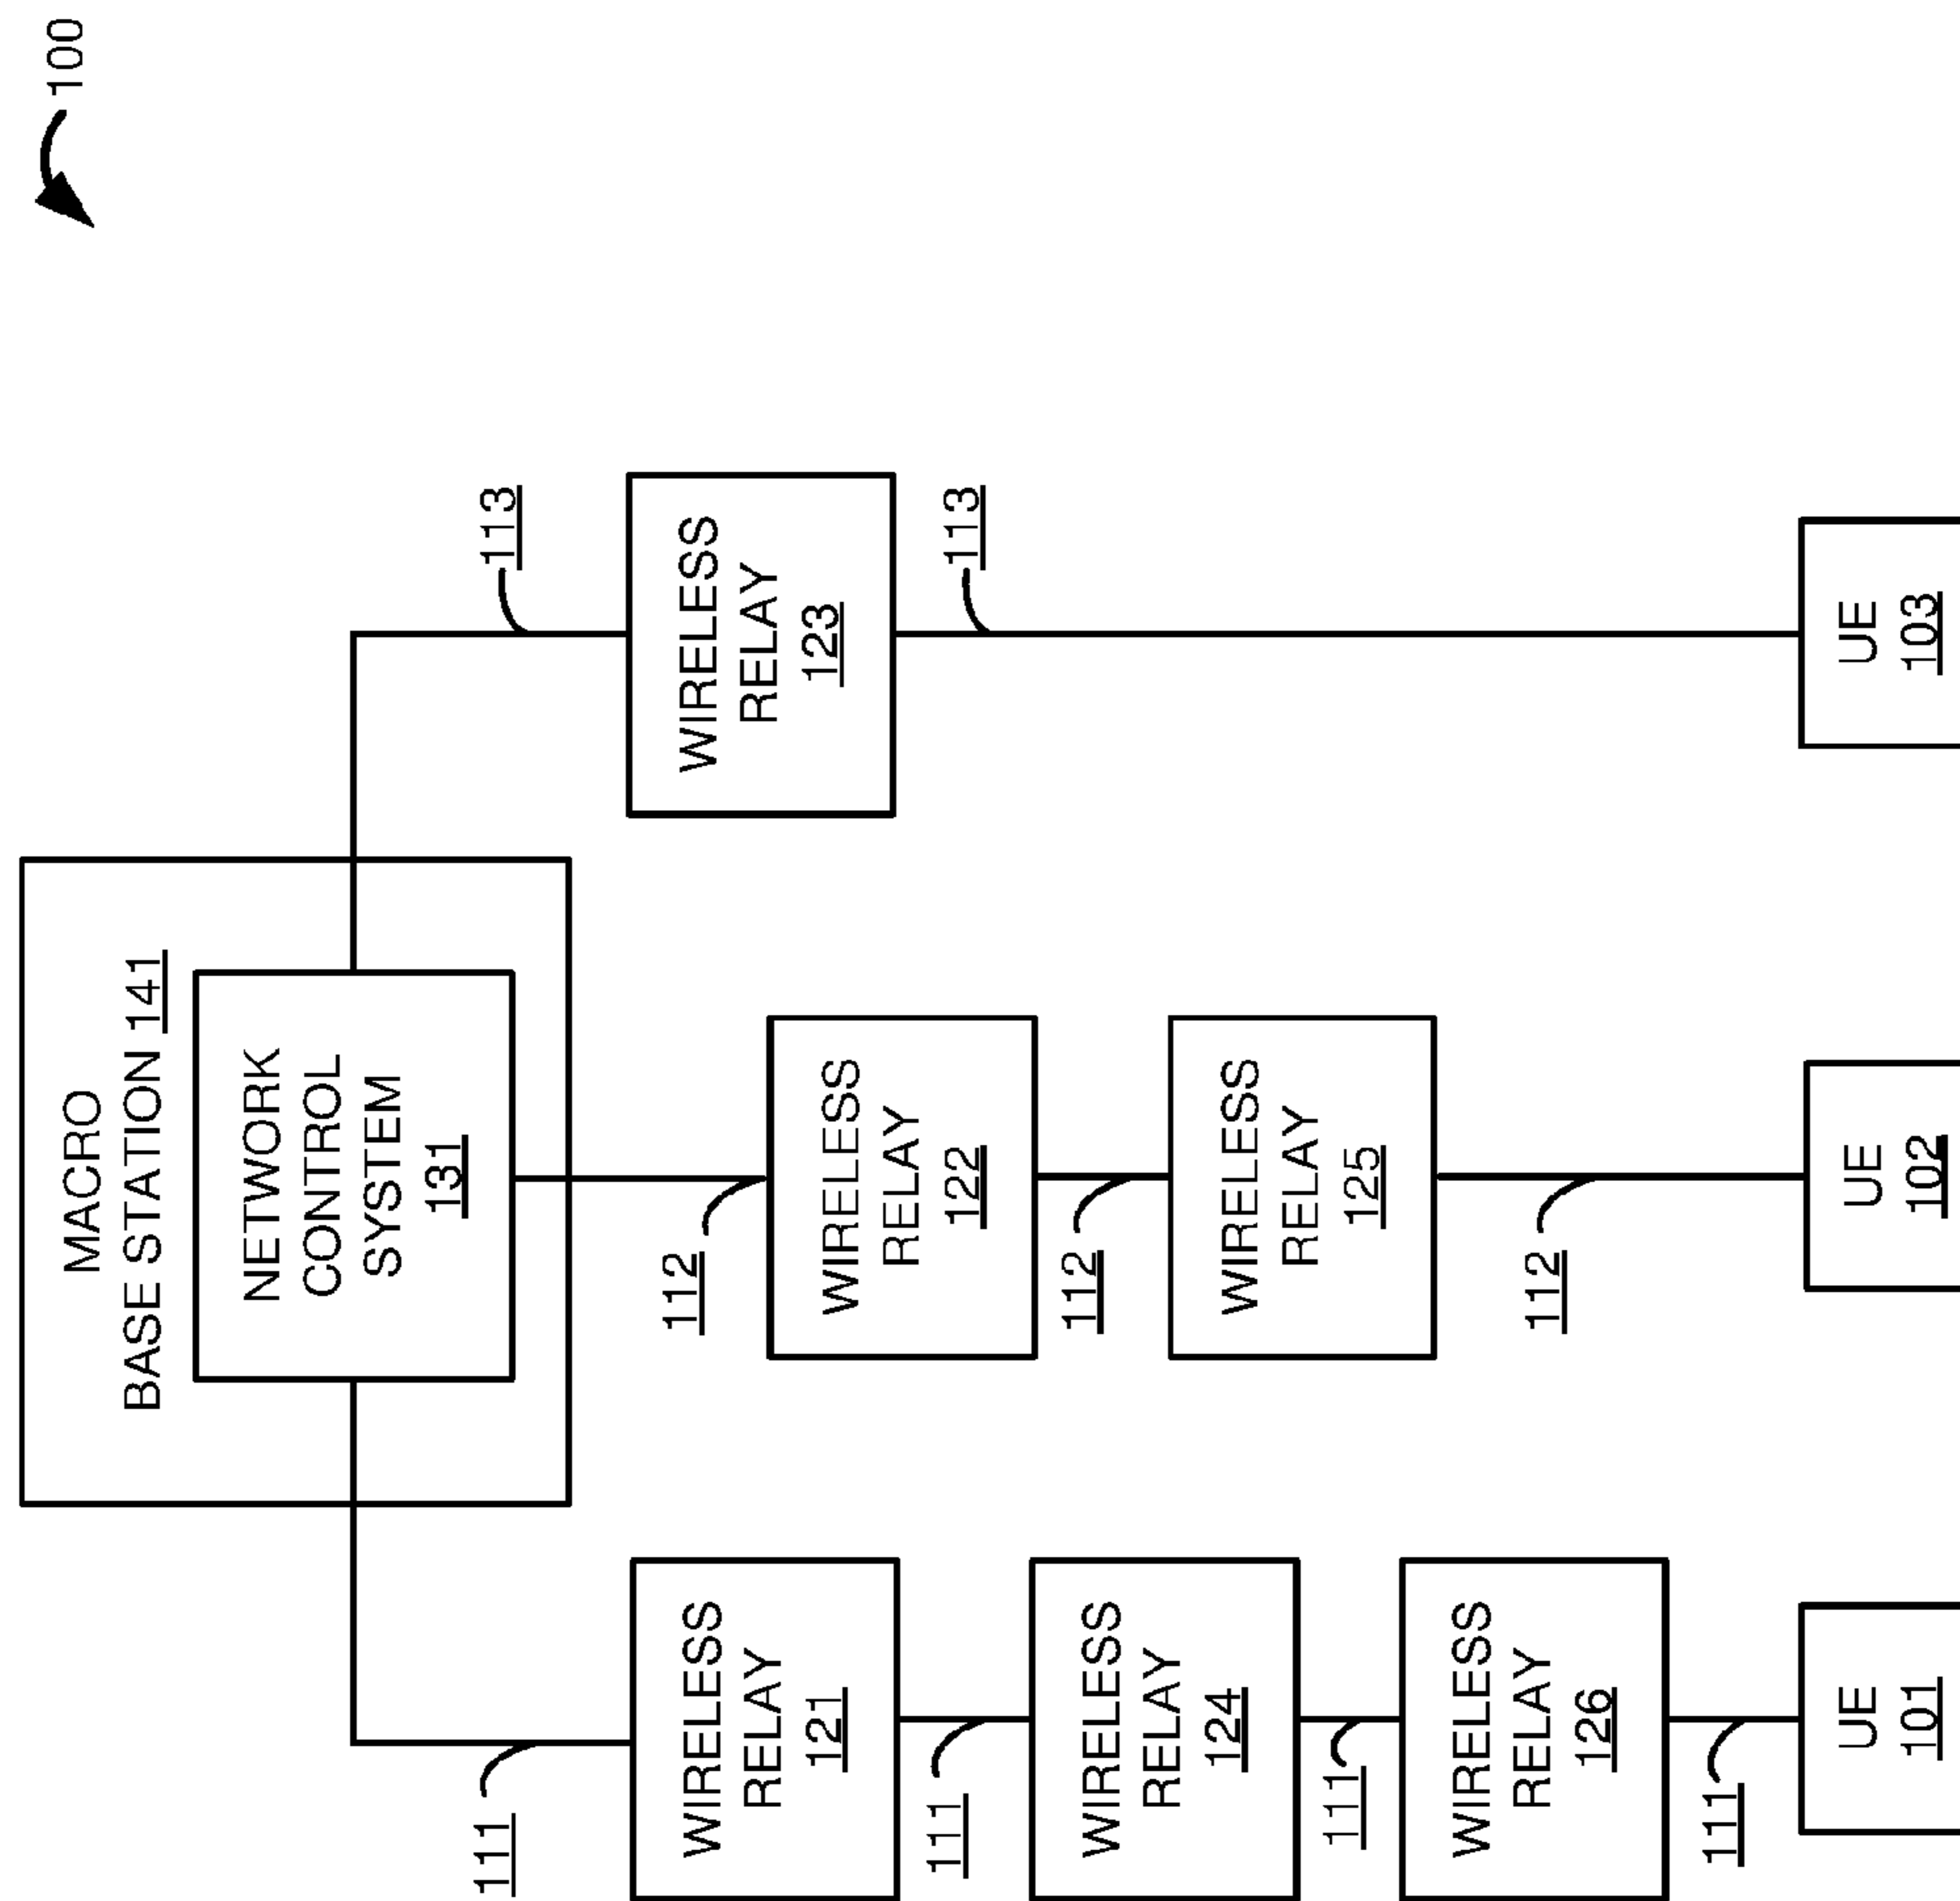 100
MACRO
BASE STATION 141
NETWORK
CONTROL
SYSTEM
131
111
112
113
WIRELESS
RELAY
121
WIRELESS
RELAY
122
WIRELESS
RELAY
123
111
112
113
WIRELESS
RELAY
124
WIRELESS
RELAY
125
111
112
WIRELESS
RELAY
126
111
UE
101
UE
102
UE
103